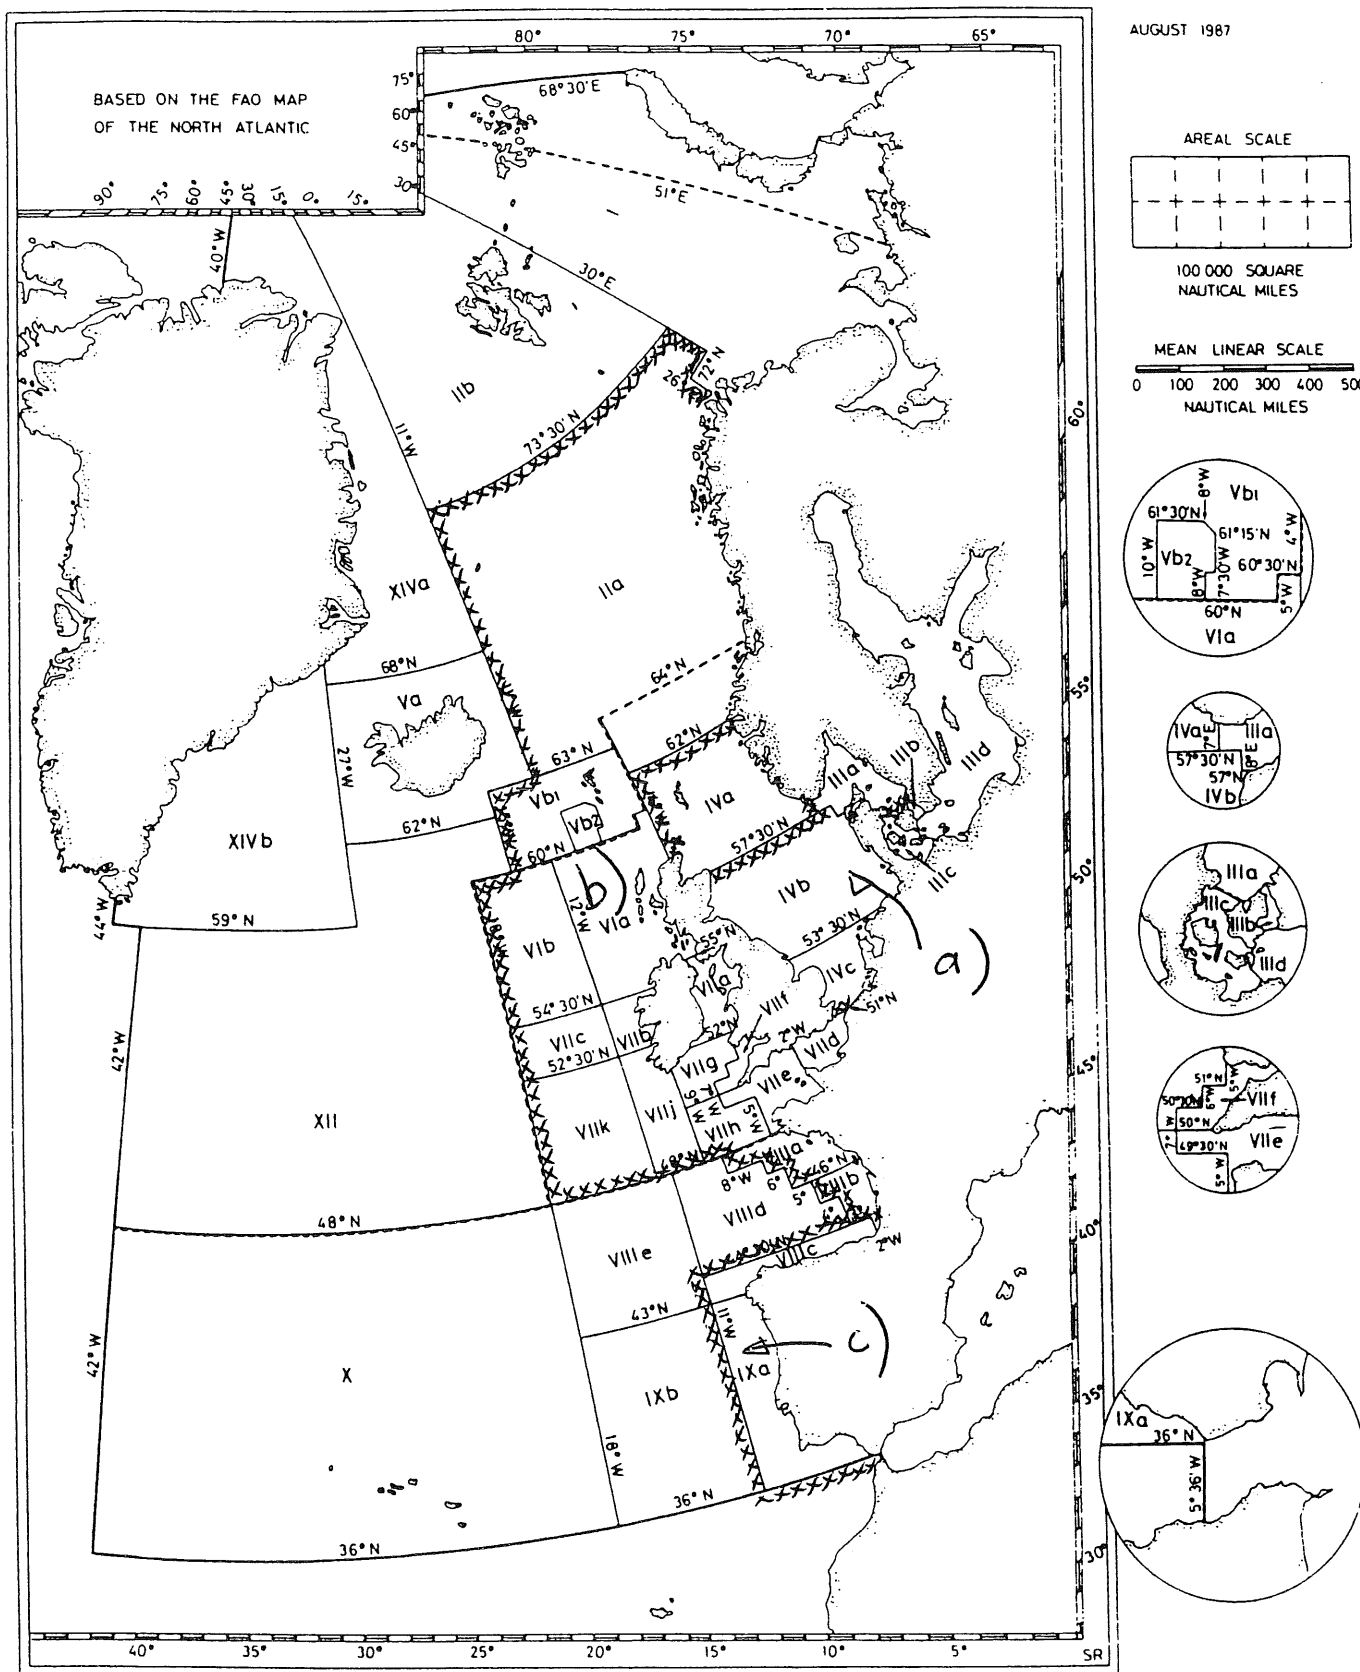 AUGUST 1987
80° 75° 70° 65°
BASED ON THE FAO MAP
OF THE NORTH ATLANTIC
75°
60°
45°
30°
90° 75° 60° 45° 30° 15° 0° 15°
68°30'E
51°E
30°E
40°W
AREAL SCALE
100 000 SQUARE
NAUTICAL MILES
MEAN LINEAR SCALE
0 100 200 300 400 500
NAUTICAL MILES
IIb
11°W
73°30'N
72°N
26°
60°
XIVa
IIa
68°N
Va
64°N
62°N
63°N
27°W
62°N
XIVb
Vb1
Vb2
60°N
IVa
57°30'N
IIIa
IIIb
IIId
IIIc
55°
50°
59°N
44°W
b)
a)
12°W
18°W
VIa
VIb
IVb
53°30'N
55°N
54°30'N
VIIa
IVc
51°N
VIIf
VIIc
VIIb
52°30'N
52°N
2°W
VIId
VIIg
VIIe
45°
42°W
XII
VIIk
VIIj
9°W
7°W
5°W
VIIh
48°N
48°N
VIIIa
8°W
6°
5°
VIIIb
VIIId
VIIIe
VIIIc
2°W
40°
43°N
11°W
42°W
X
c)
IXa
IXb
35°
18°W
36°N
36°N
30°
40° 35° 30° 25° 20° 15° 10° 5°
SR
8°W
Vb1
61°30'N
61°15'N
4°W
10°W
Vb2
7°30'W
60°30'N
8°W
5°W
60°N
VIa
IVa
7°E
IIIa
57°30'N
8°E
57°N
IVb
IIIa
IIIc
IIIb
IIId
51°N
5°W
6°W
VIIf
50°N
7°W
49°30'N
VIIe
5°W
IXa
36°N
5°36'W